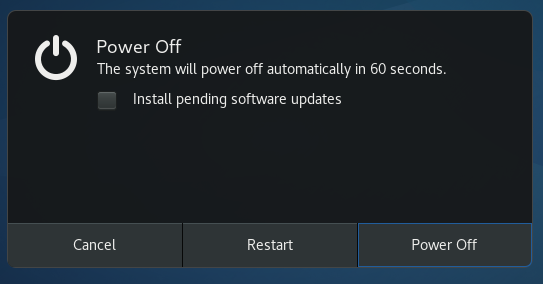 Power Off
The system will power off automatically in 60 seconds.
Install pending software updates
Cancel
Restart
Power Off